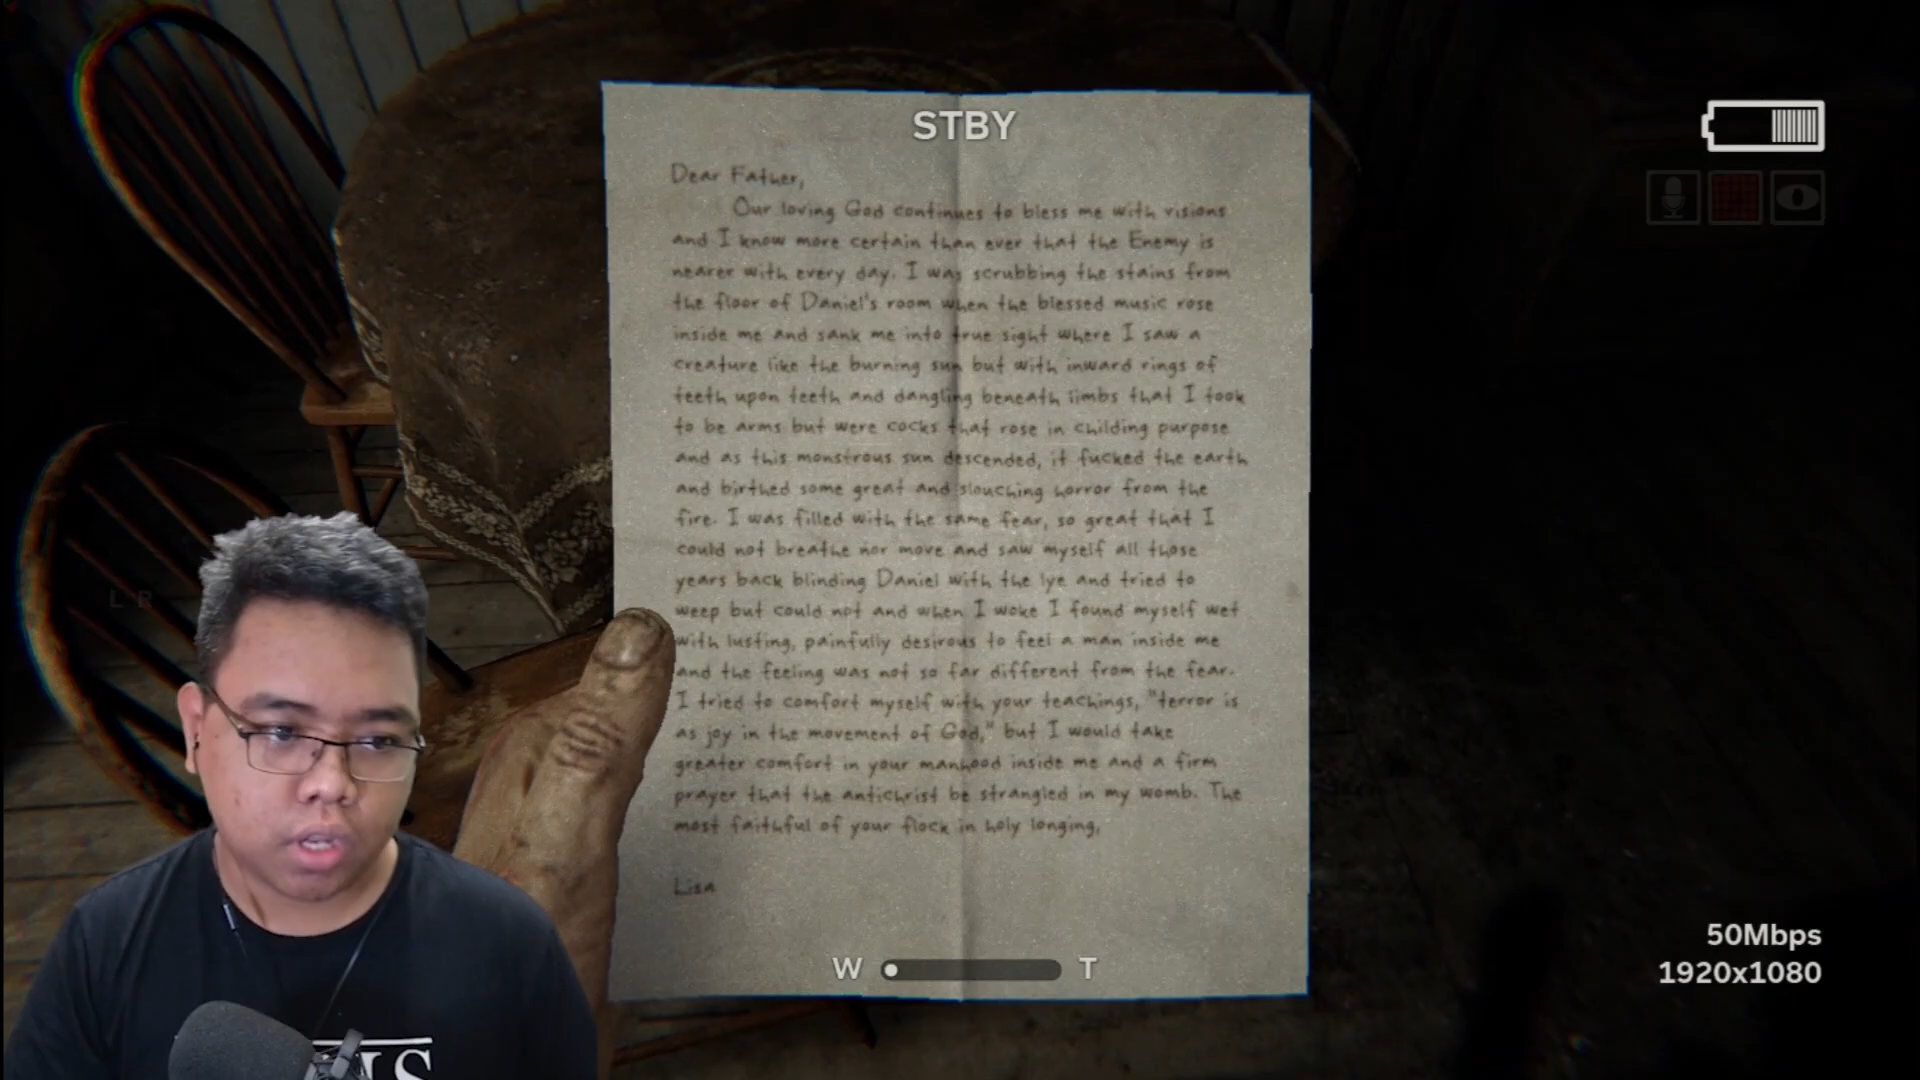 STBY
Dear Father,
Our loving God continues to bless me with visions
and I know more certain than ever that the Enemy is
nearer with every day. I was scrubbing the stains from
the floor of Daniel's room when the blessed music rose
inside me and sank me into true sight where I saw a
creature like the burning sun but with inward rings of
teeth upon teeth and dangling beneath limbs that I took
to be arms but were cocks that rose in childing purpose
and as this monstrous sun descended, it fucked the earth
and birthed some great and slouching horror from the
fire. I was filled with the same fear, so great that I
could not breathe nor move and saw myself all those
years back blinding Daniel with the lye and tried to
weep but could not and when I woke I found myself wet
with lusting, painfully desirous to feel a man inside me
and the feeling was not so far different from the fear.
I tried to comfort myself with your teachings, "terror is
as joy in the movement of God," but I would take
greater comfort in your manhood inside me and a firm
prayer that the antichrist be strangled in my womb. The
most faithful of your flock in holy longing,
Lisa
L R
W T
50Mbps
1920x1080